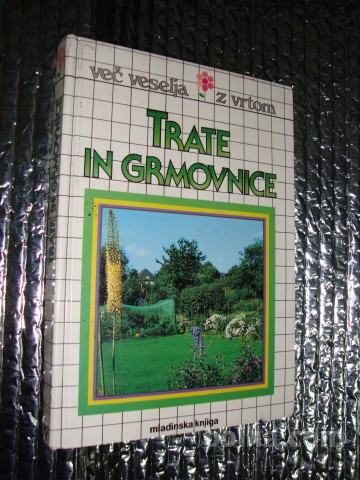 več veselja z vrtom
TRATE
IN GRMOVNICE
mladinska knjiga